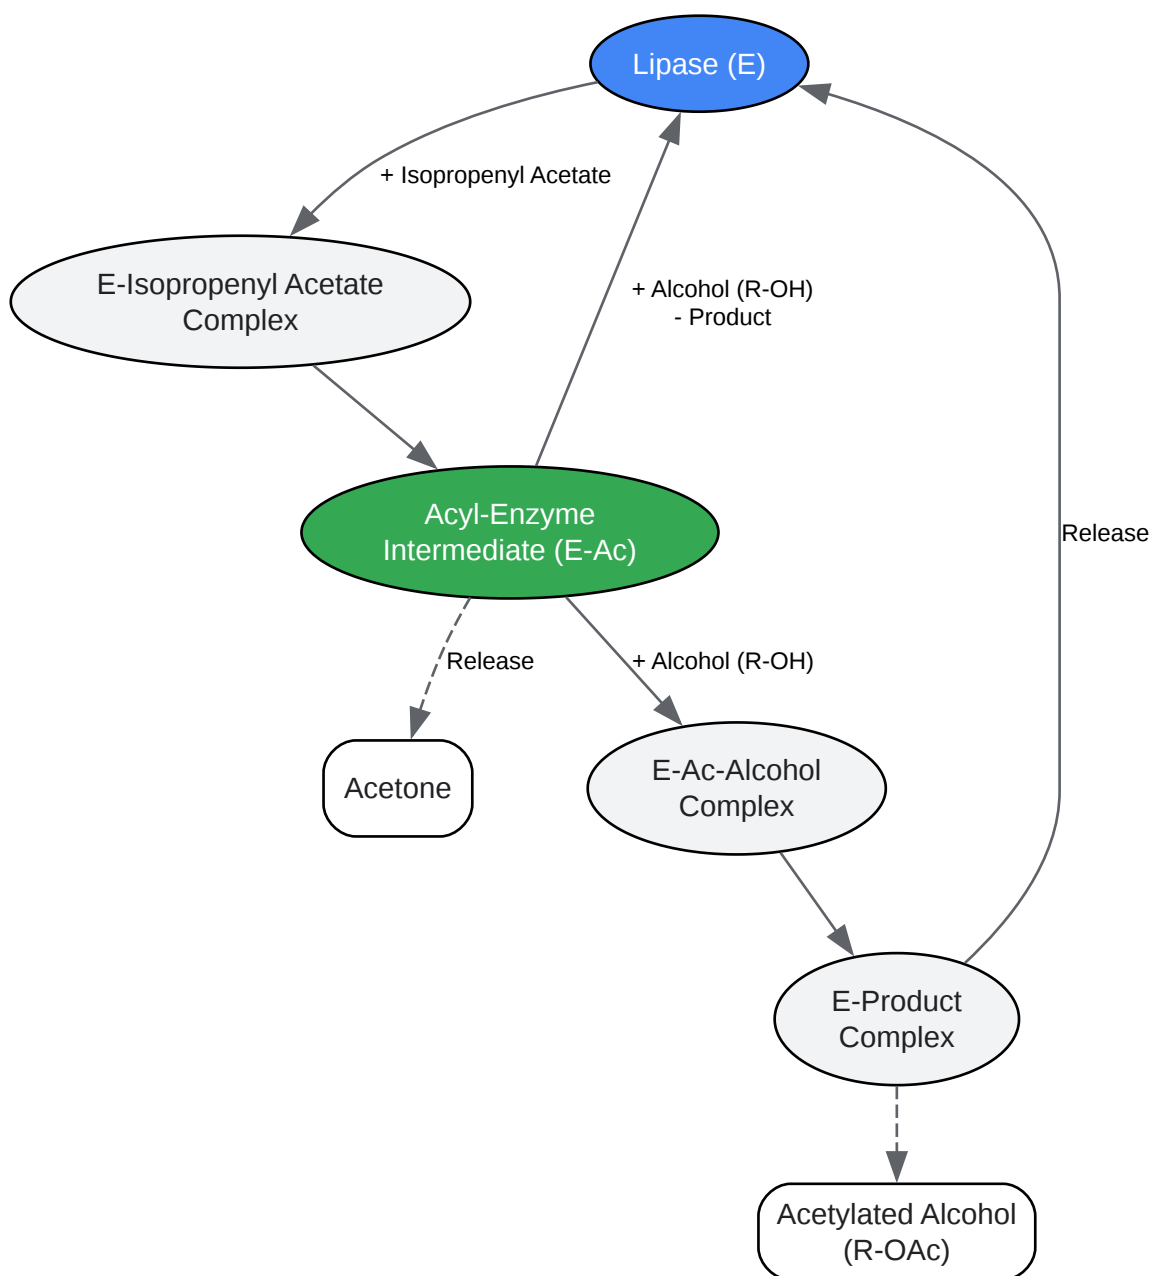 Lipase (E)
+ Isopropenyl Acetate
E-Isopropenyl Acetate
Complex
+ Alcohol (R-OH)
- Product
Acyl-Enzyme
Intermediate (E-Ac)
Release
Release
+ Alcohol (R-OH)
Acetone
E-Ac-Alcohol
Complex
E-Product
Complex
Acetylated Alcohol
(R-OAc)